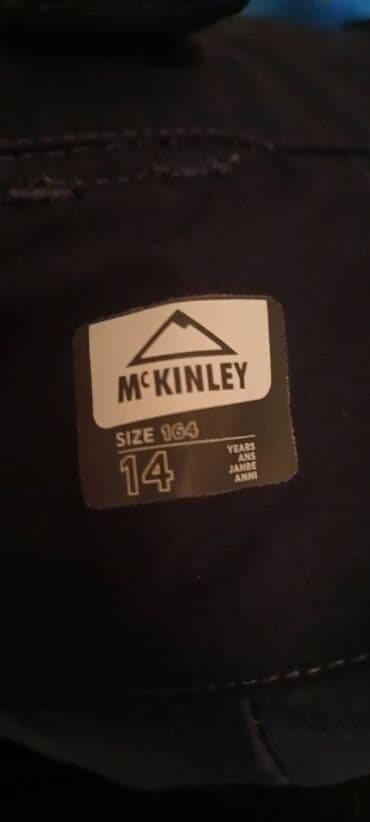 McKINLEY
SIZE 164
14
YEARS
ANS
JAHRE
ANNI